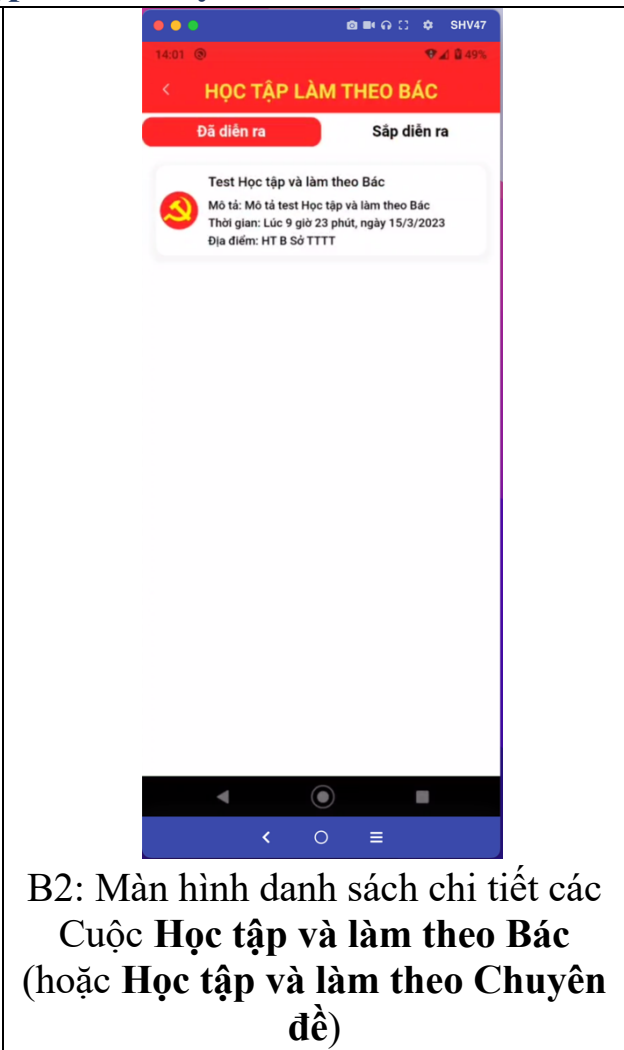 SHV47
14:01 49%
HỌC TẬP LÀM THEO BÁC
Đã diễn ra Sắp diễn ra
Test Học tập và làm theo Bác
Mô tả: Mô tả test Học tập và làm theo Bác
Thời gian: Lúc 9 giờ 23 phút, ngày 15/3/2023
Địa điểm: HT B Sở TTTT
B2: Màn hình danh sách chi tiết các
Cuộc Học tập và làm theo Bác
(hoặc Học tập và làm theo Chuyên
đề)